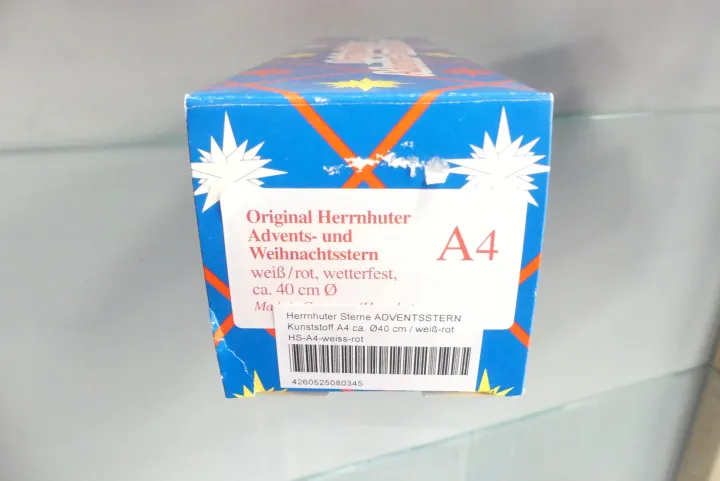 Original Herrnhuter
Advents- und
Weihnachtsstern
weiß/rot, wetterfest,
ca. 40 cm Ø
A4
Herrnhuter Sterne ADVENTSSTERN
Kunststoff A4 ca. Ø40 cm / weiß-rot
HS-A4-weiss-rot
4260525080345